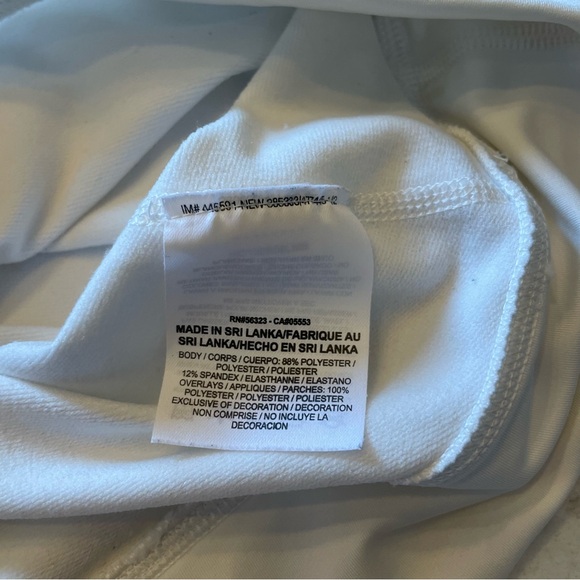 RN#56323 - CA#05553
MADE IN SRI LANKA/FABRIQUE AU
SRI LANKA/HECHO EN SRI LANKA
BODY / CORPS / CUERPO: 88% POLYESTER /
POLYESTER / POLIESTER
12% SPANDEX / ELASTHANNE / ELASTANO
OVERLAYS / APPLIQUES / PARCHES: 100%
POLYESTER / POLYESTER / POLIESTER
EXCLUSIVE OF DECORATION / DECORATION
NON COMPRISE / NO INCLUYE LA
DECORACION